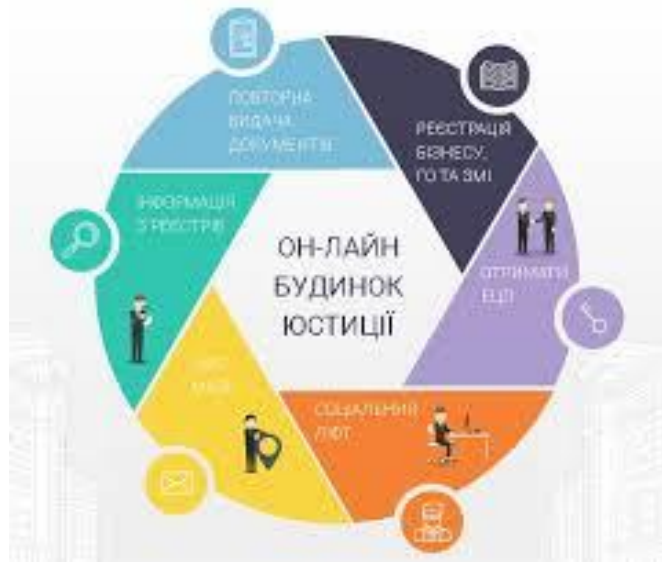 ПОВТОРНА
ВИДАЧА
ДОКУМЕНТІВ
РЕЄСТРАЦІЯ
БІЗНЕСУ,
ГО ТА ЗМІ
ІНФОРМАЦІЯ
З РЕЄСТРІВ
ОТРИМАТИ
ЕЦП
ОН-ЛАЙН
БУДИНОК
ЮСТИЦІЇ
СОЦІАЛЬНИЙ
ЛІФТ